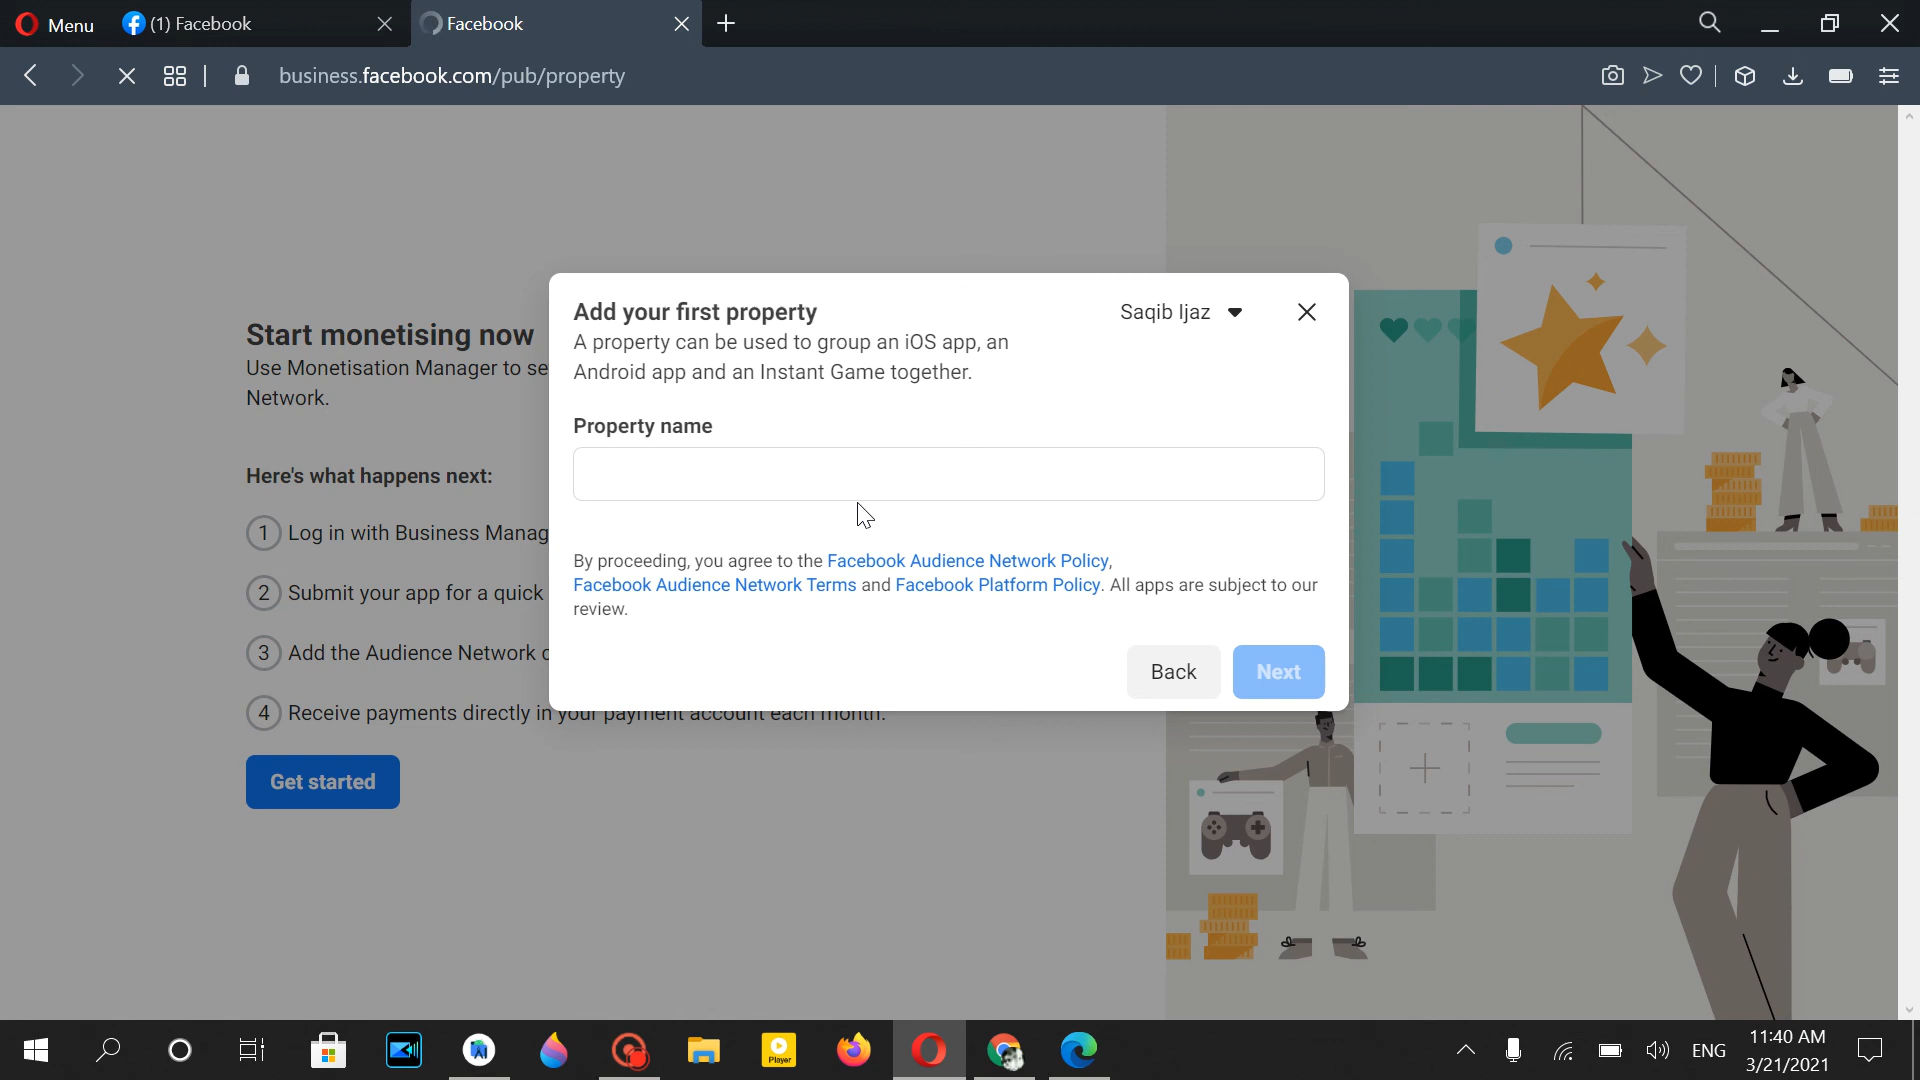 Menu
(1) Facebook
Facebook
business.facebook.com/pub/property
Start monetising now
Use Monetisation Manager to se
Network.
Here's what happens next:
1 Log in with Business Manag
2 Submit your app for a quick
3 Add the Audience Network
4 Receive payments directly in your payment account each month.
Get started
Add your first property
Saqib Ijaz
A property can be used to group an iOS app, an
Android app and an Instant Game together.
Property name
By proceeding, you agree to the Facebook Audience Network Policy,
Facebook Audience Network Terms and Facebook Platform Policy. All apps are subject to our
review.
Back
Next
Player
ENG
11:40 AM
3/21/2021